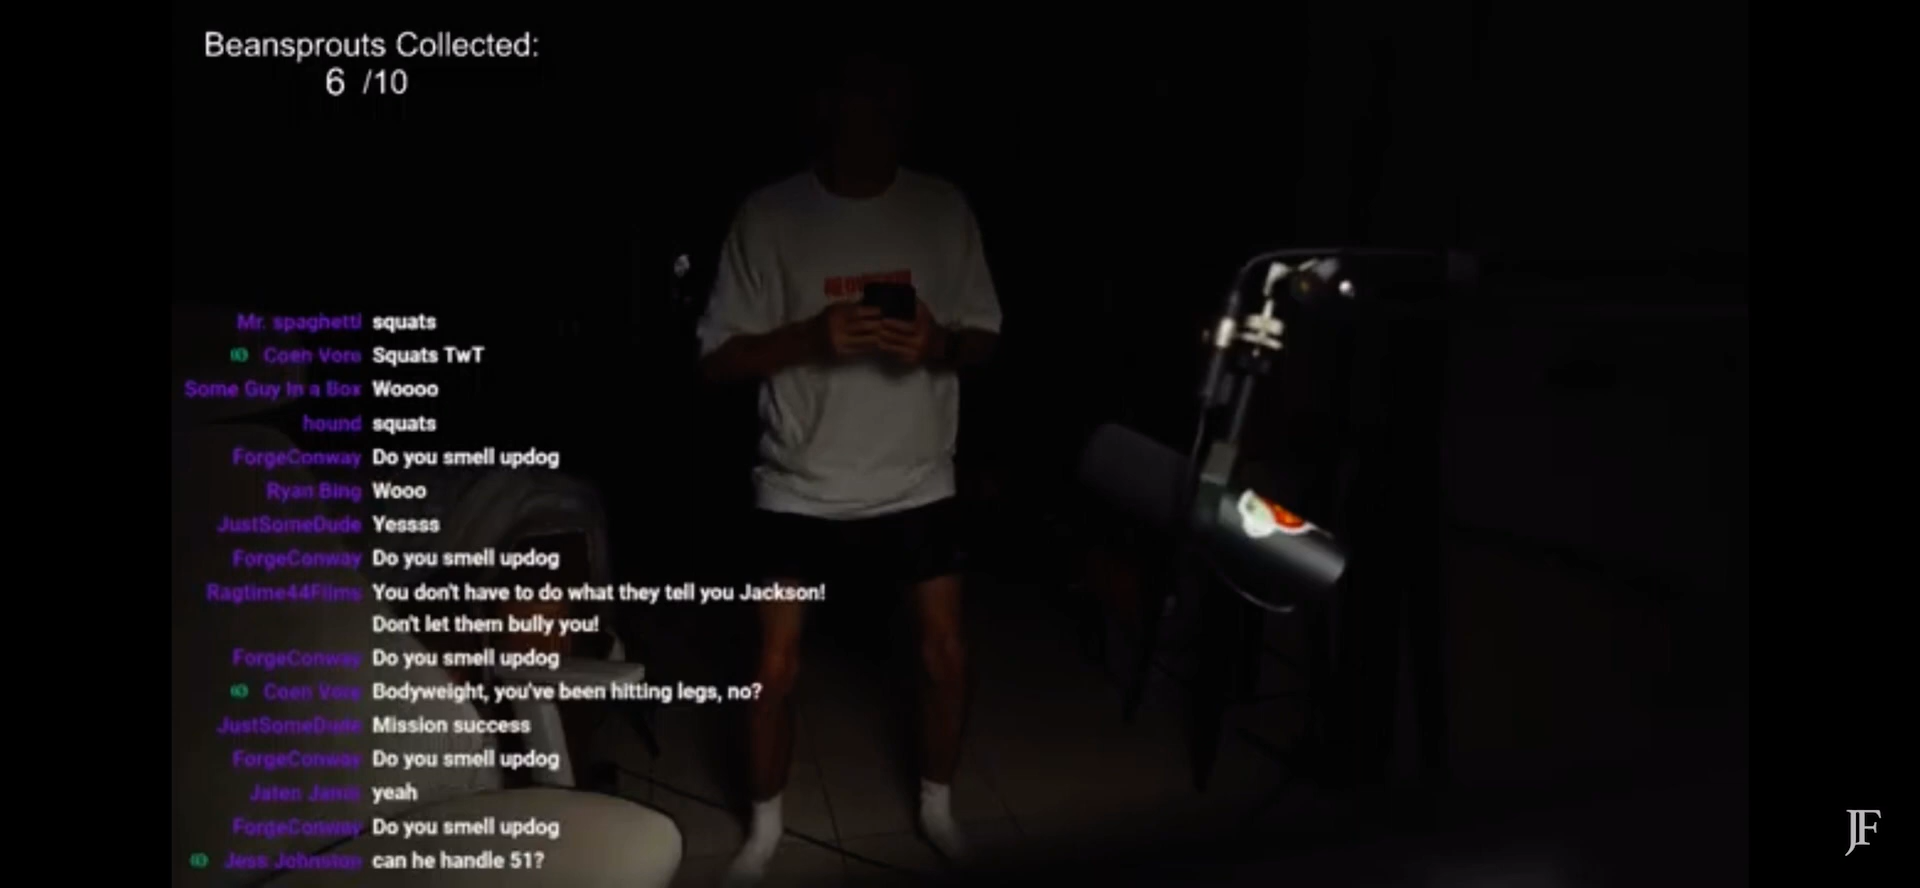 Beansprouts Collected:
6 /10
Mr. spaghetti squats
Coen Vore Squats TwT
Some Guy In a Box Woooo
hound squats
ForgeConway Do you smell updog
Ryan Bing Wooo
JustSomeDude Yessss
ForgeConway Do you smell updog
Ragtime44Films You don't have to do what they tell you Jackson!
Don't let them bully you!
ForgeConway Do you smell updog
Coen Vore Bodyweight, you've been hitting legs, no?
JustSomeDude Mission success
ForgeConway Do you smell updog
Jaten yeah
ForgeConway Do you smell updog
Jess Johnston can he handle 51?
JF